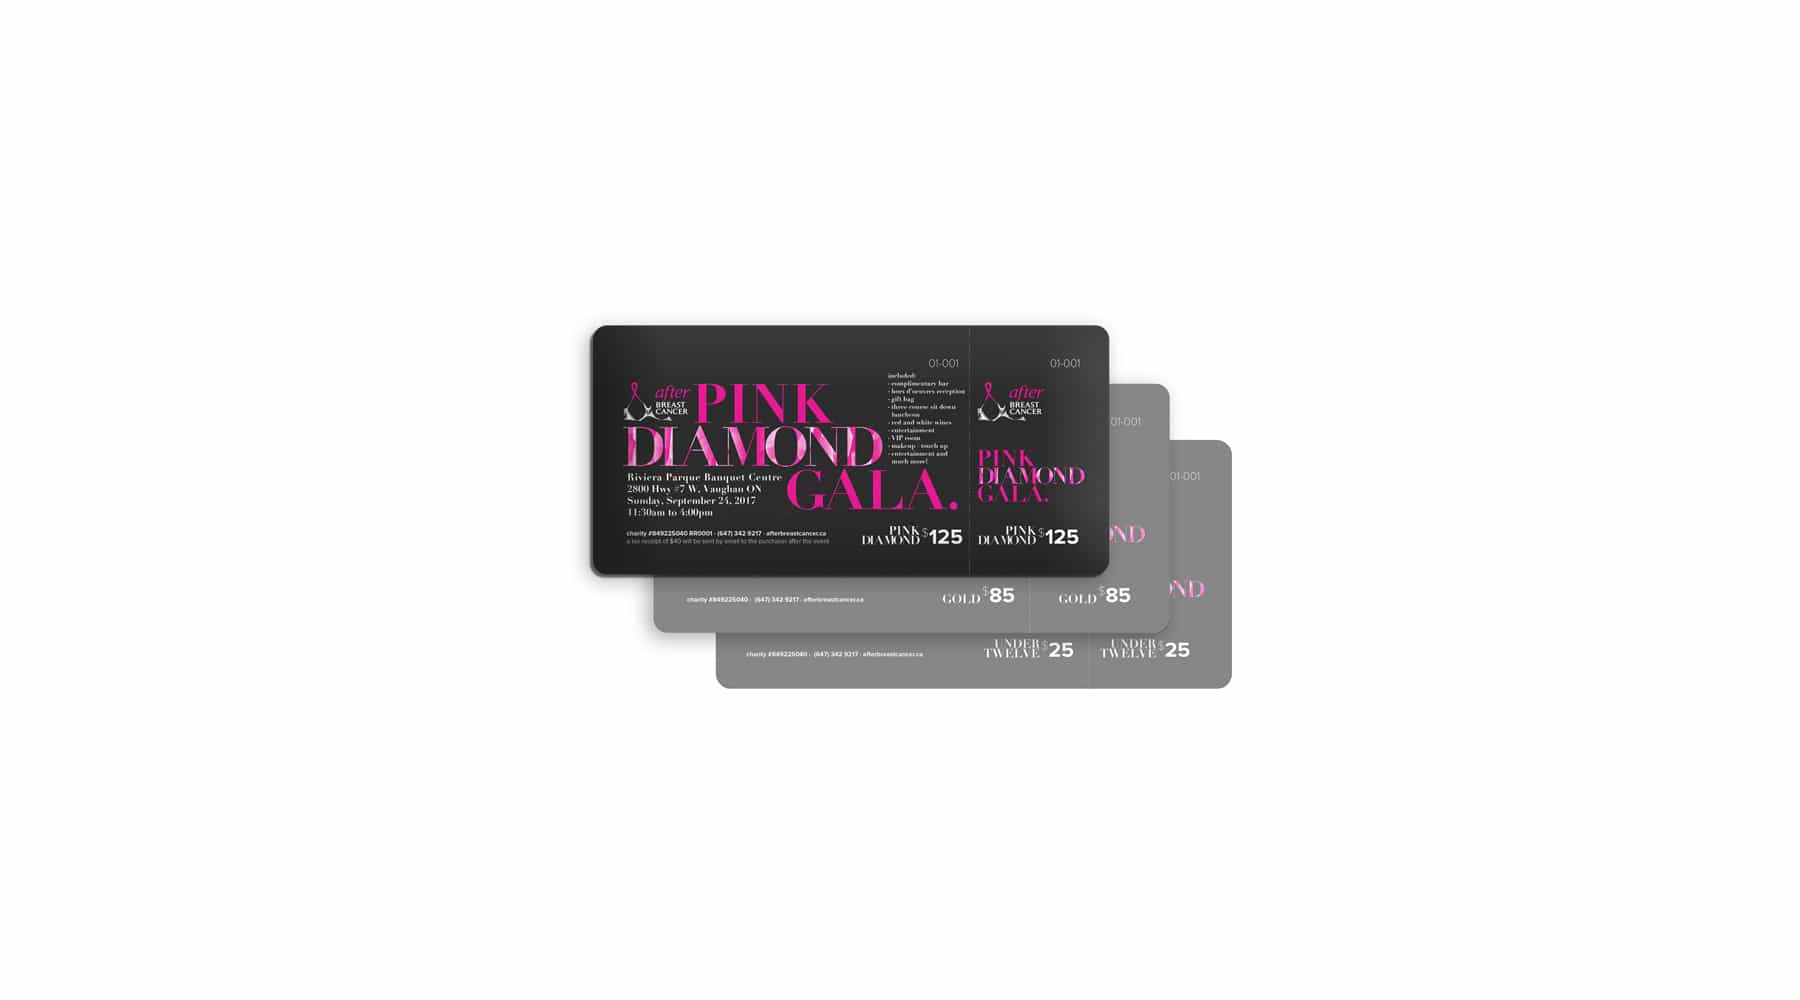 01-001
included:
- complimentary bar
- hors d'oeuvres reception
- gift bag
- three course sit down
luncheon
- red and white wines
- entertainment
- VIP room
- makeup - touch up
- entertainment and
much more!
after
BREAST
CANCER
PINK
DIAMOND
GALA.
Riviera Parque Banquet Centre
2800 Hwy #7 W, Vaughan ON
Sunday, September 24, 2017
11:30am to 4:00pm
charity #849225040 RR0001 - (647) 342 9217 - afterbreastcancer.ca
a tax receipt of $40 will be sent by email to the purchaser after the event
PINK
DIAMOND $125
01-001
after
BREAST
CANCER
PINK
DIAMOND
GALA.
PINK
DIAMOND $125
01-001
OND
charity #849225040 - (647) 342 9217 - afterbreastcancer.ca
GOLD $85
GOLD $85
01-001
OND
charity #849225040 - (647) 342 9217 - afterbreastcancer.ca
UNDER
TWELVE $25
UNDER
TWELVE $25